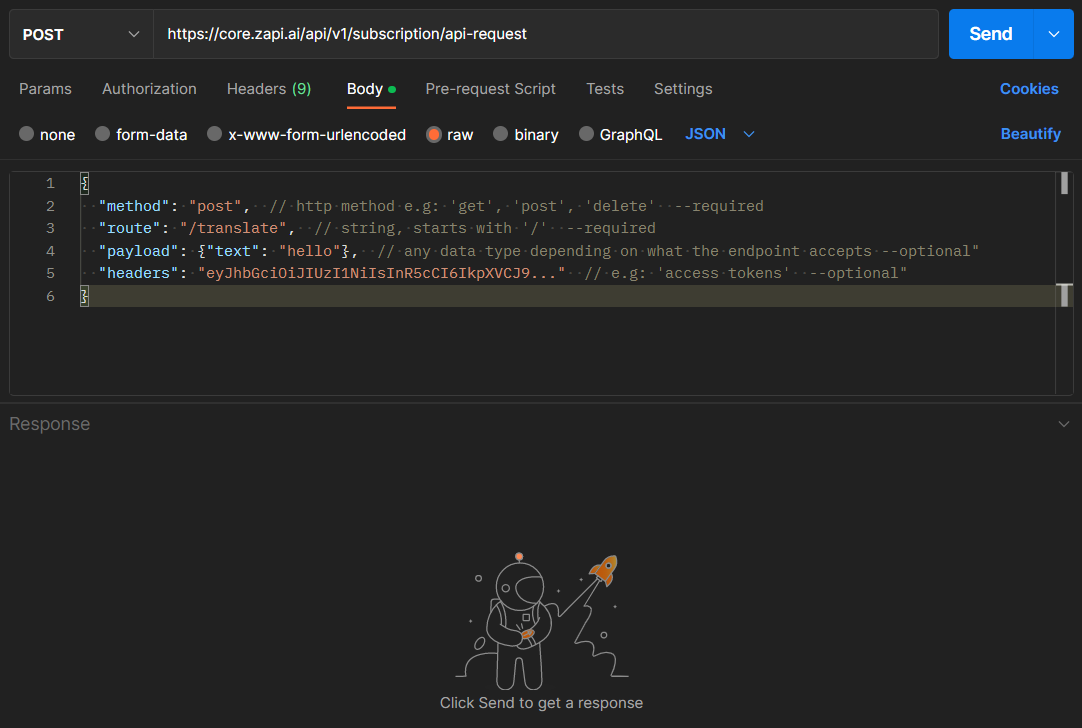 POST https://core.zapi.ai/api/v1/subscription/api-request Send
Params Authorization Headers (9) Body Pre-request Script Tests Settings Cookies
none form-data x-www-form-urlencoded raw binary GraphQL JSON Beautify
1 {
2 "method": "post", // http method e.g: 'get', 'post', 'delete' --required
3 "route": "/translate", // string, starts with '/' --required
4 "payload": {"text": "hello"}, // any data type depending on what the endpoint accepts --optional"
5 "headers": "eyJhbGciOiJIUzI1NiIsInR5cCI6IkpXVCJ9..." // e.g: 'access tokens' --optional"
6 }
Response
Click Send to get a response